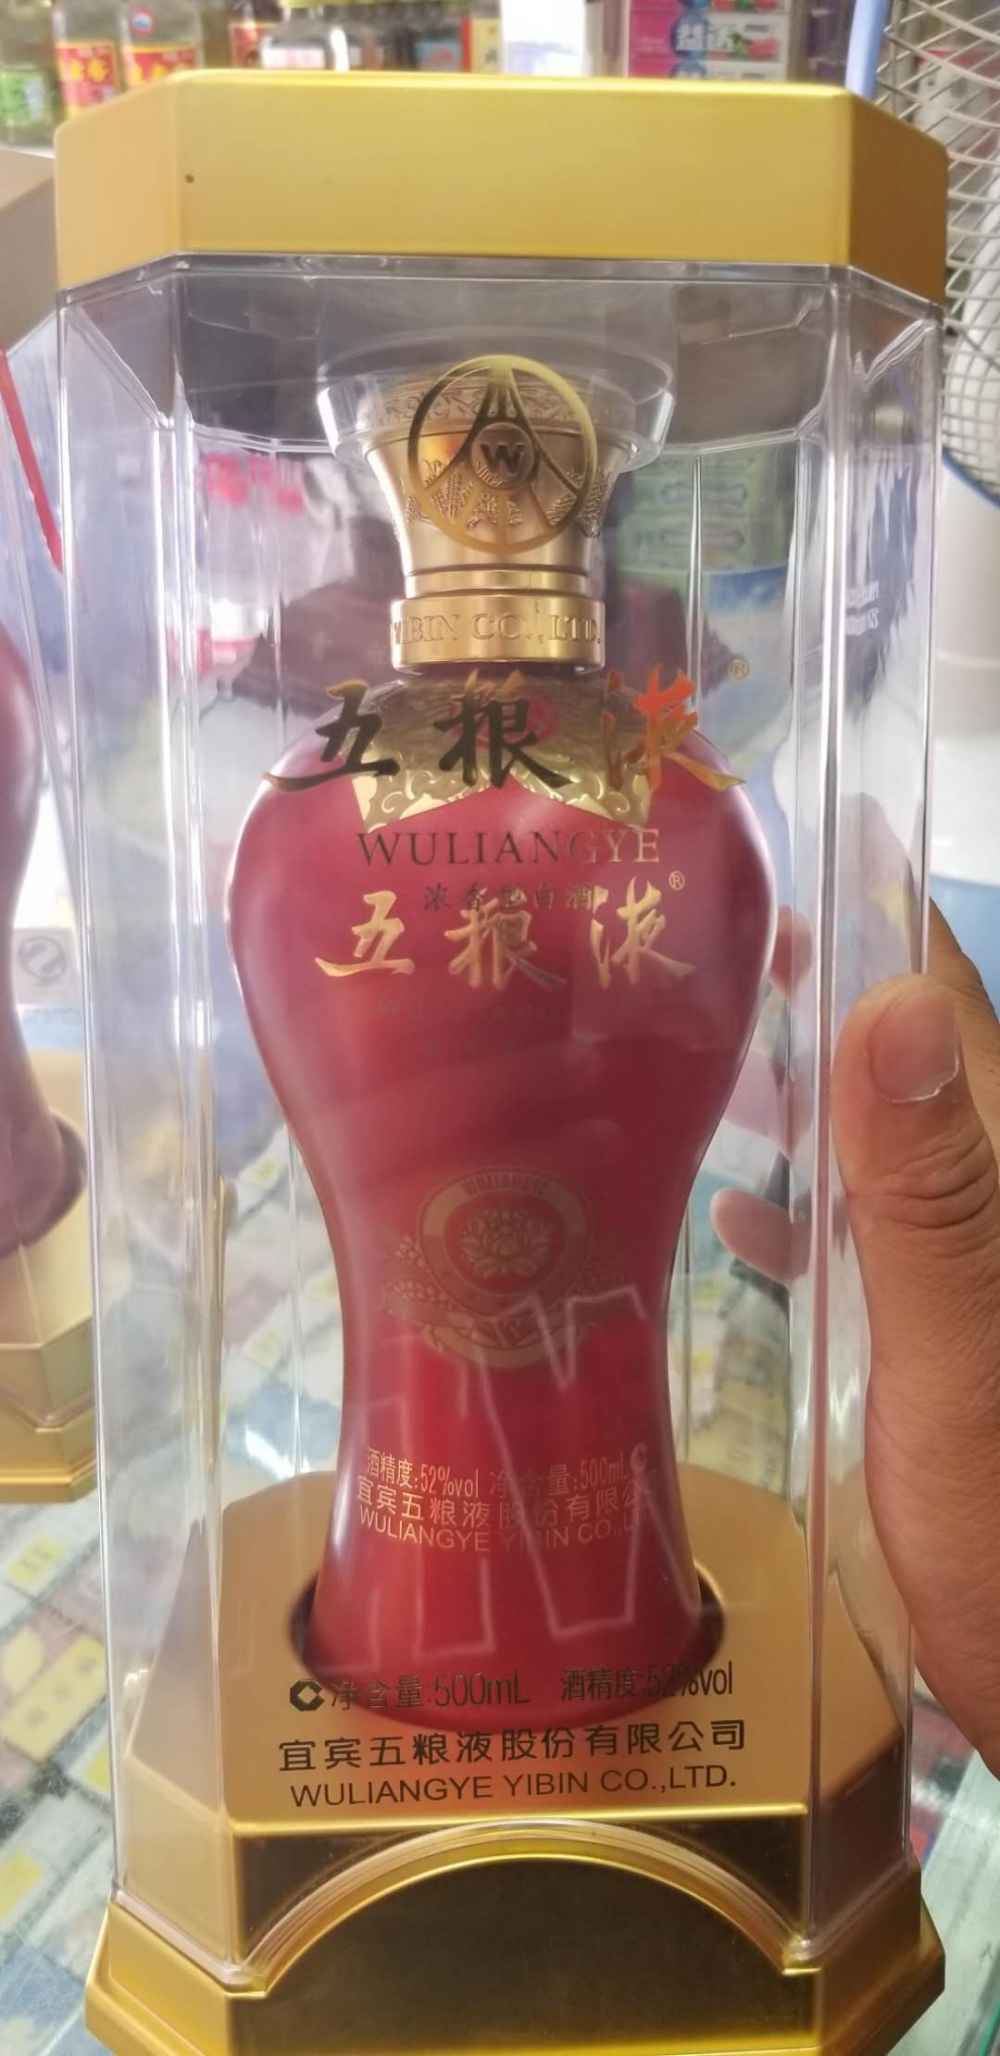 益达
W
YIBIN CO., LTD.
五粮液®
WULIANGYE
浓香型白酒
五粮液®
WULIANGYE
酒精度:52%vol 净含量:500mL
宜宾五粮液股份有限公
WULIANGYE YIBIN CO.,L
净含量:500mL 酒精度:52%vol
宜宾五粮液股份有限公司
WULIANGYE YIBIN CO.,LTD.